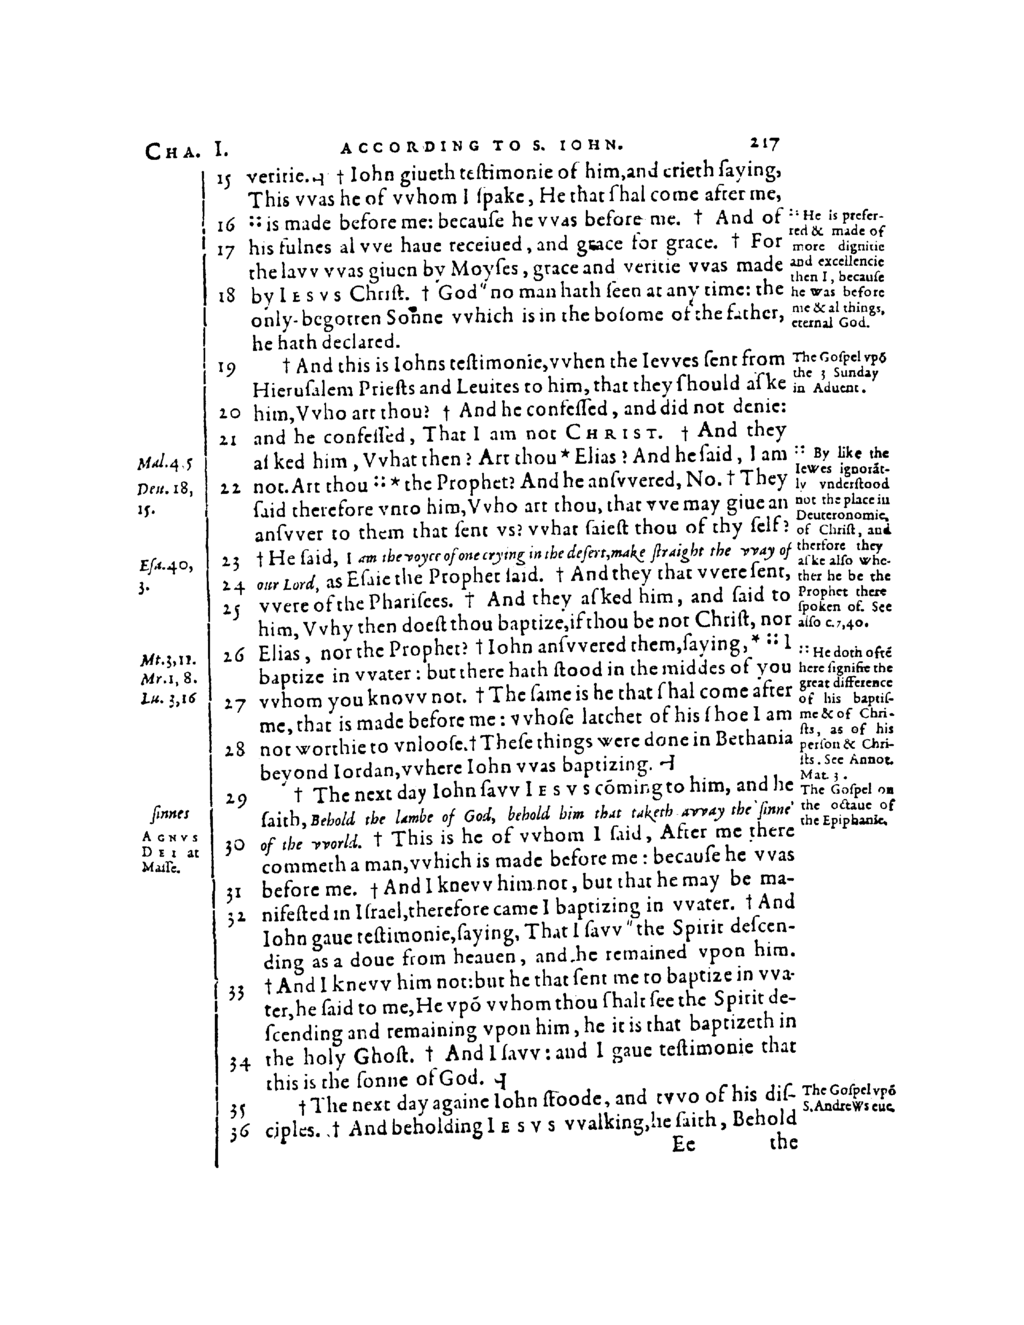 CHA. I. ACCORDING TO S. IOHN. 217
15 veritie. ⊣ † Iohn giueth teſtimonie of him, and crieth ſaying,
This vvas he of vvhom I ſpake, He that ſhal come after me,
16 :: is made before me: becauſe he vvas before me. † And of
17 his fulnes al vve haue receiued, and grace for grace. † For
the lavv vvas giuen by Moyſes, grace and veritie vvas made
18 by IESVS Chriſt. † God " no man hath ſeen at any time: the
only-begotten Sonne vvhich is in the boſome of the father,
he hath declared.
:: He is prefer-
red & made of
more dignitie
and excellencie
then I, becauſe
he was before
me & al things,
eternal God.
19 † And this is Iohns teſtimonie, vvhen the Ievves ſent from
Hieruſalem Prieſts and Leuites to him, that they ſhould aſke
20 him, Vvho art thou? † And he confeſſed, and did not denie:
21 and he confeſſed, That I am not CHRIST. † And they
aſked him, Vvhat then? Art thou * Elias? And he ſaid, I am
22 not. Art thou :: * the Prophet? And he anſvvered, No. † They
ſaid therefore vnto him, Vvho art thou, that vve may giue an
anſvver to them that ſent vs? vvhat ſaieſt thou of thy ſelf?
23 † He ſaid, I am the voyce of one crying in the deſert, make ſtraight the vvay of
24 our Lord, as Eſaie the Prophet ſaid. † And they that vvere ſent,
25 vvere of the Phariſees. † And they aſked him, and ſaid to
him, Vvhy then doeſt thou baptize, if thou be not Chriſt, nor
26 Elias, nor the Prophet? † Iohn anſvvered them, ſaying, * :: I
baptize in vvater: but there hath ſtood in the middes of you
27 vvhom you knovv not. † The ſame is he that ſhal come after
me, that is made before me: vvhoſe latchet of his ſhoe I am
28 not worthie to vnlooſe. † Theſe things were done in Bethania
beyond Iordan, vvhere Iohn vvas baptizing. ⊣
The Goſpel vpõ
the 3 Sunday
in Aduent.
:: By like the
Iewes ignorãt-
ly vnderſtood
not the place in
Deuteronomie,
of Chriſt, and
therfore they
aſke alſo whe-
ther he be the
Prophet there
ſpoken of. See
alſo c. 7, 40.
:: He doth oftẽ
here ſignifie the
great difference
of his baptiſ-
me & of Chri-
ſts, as of his
perſon & Chri-
ſts. See Annot.
Mat. 3.
Mal. 4. 5
Deu. 18,
15.
Eſa. 40,
3.
Mt. 3, 11.
Mr. 1, 8.
Lu. 3, 16
29 † The next day Iohn ſavv IESVS cõming to him, and he
ſaith, Behold the lambe of God, behold him that taketh avvay the 'ſinne'
30 of the vvorld. † This is he of vvhom I ſaid, After me there
commeth a man, vvhich is made before me: becauſe he vvas
31 before me. † And I knevv him not, but that he may be ma-
32 nifeſted in Iſrael, therefore came I baptizing in vvater. † And
Iohn gaue teſtimonie, ſaying, That I ſavv " the Spirit deſcen-
ding as a doue from heauen, and he remained vpon him.
33 † And I knevv him not: but he that ſent me to baptize in vva-
ter, he ſaid to me, He vpõ vvhom thou ſhalt ſee the Spirit de-
ſcending and remaining vpon him, he it is that baptizeth in
34 the holy Ghoſt. † And I ſavv: and I gaue teſtimonie that
this is the ſonne of God. ⊣
The Goſpel on
the octaue of
the Epiphanie.
ſinnes
AGNVS
DEI at
Maſſe.
35 † The next day againe Iohn ſtoode, and tvvo of his diſ-
36 ciples. † And beholding IESVS vvalking, he ſaith, Behold
The Goſpel vpõ
S. Andrews eue.
Ee the